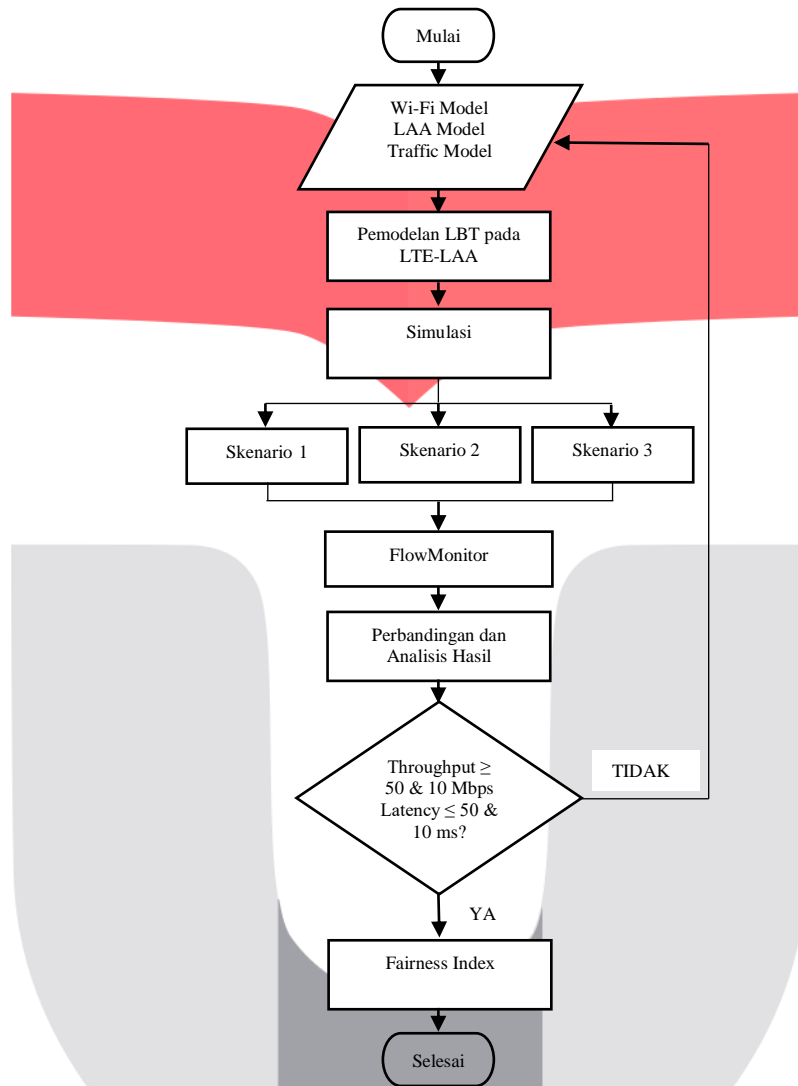 Mulai
Wi-Fi Model
LAA Model
Traffic Model
Pemodelan LBT pada
LTE-LAA
Simulasi
Skenario 1
Skenario 2
Skenario 3
FlowMonitor
Perbandingan dan
Analisis Hasil
Throughput ≥
50 & 10 Mbps
Latency ≤ 50 &
10 ms?
TIDAK
YA
Fairness Index
Selesai